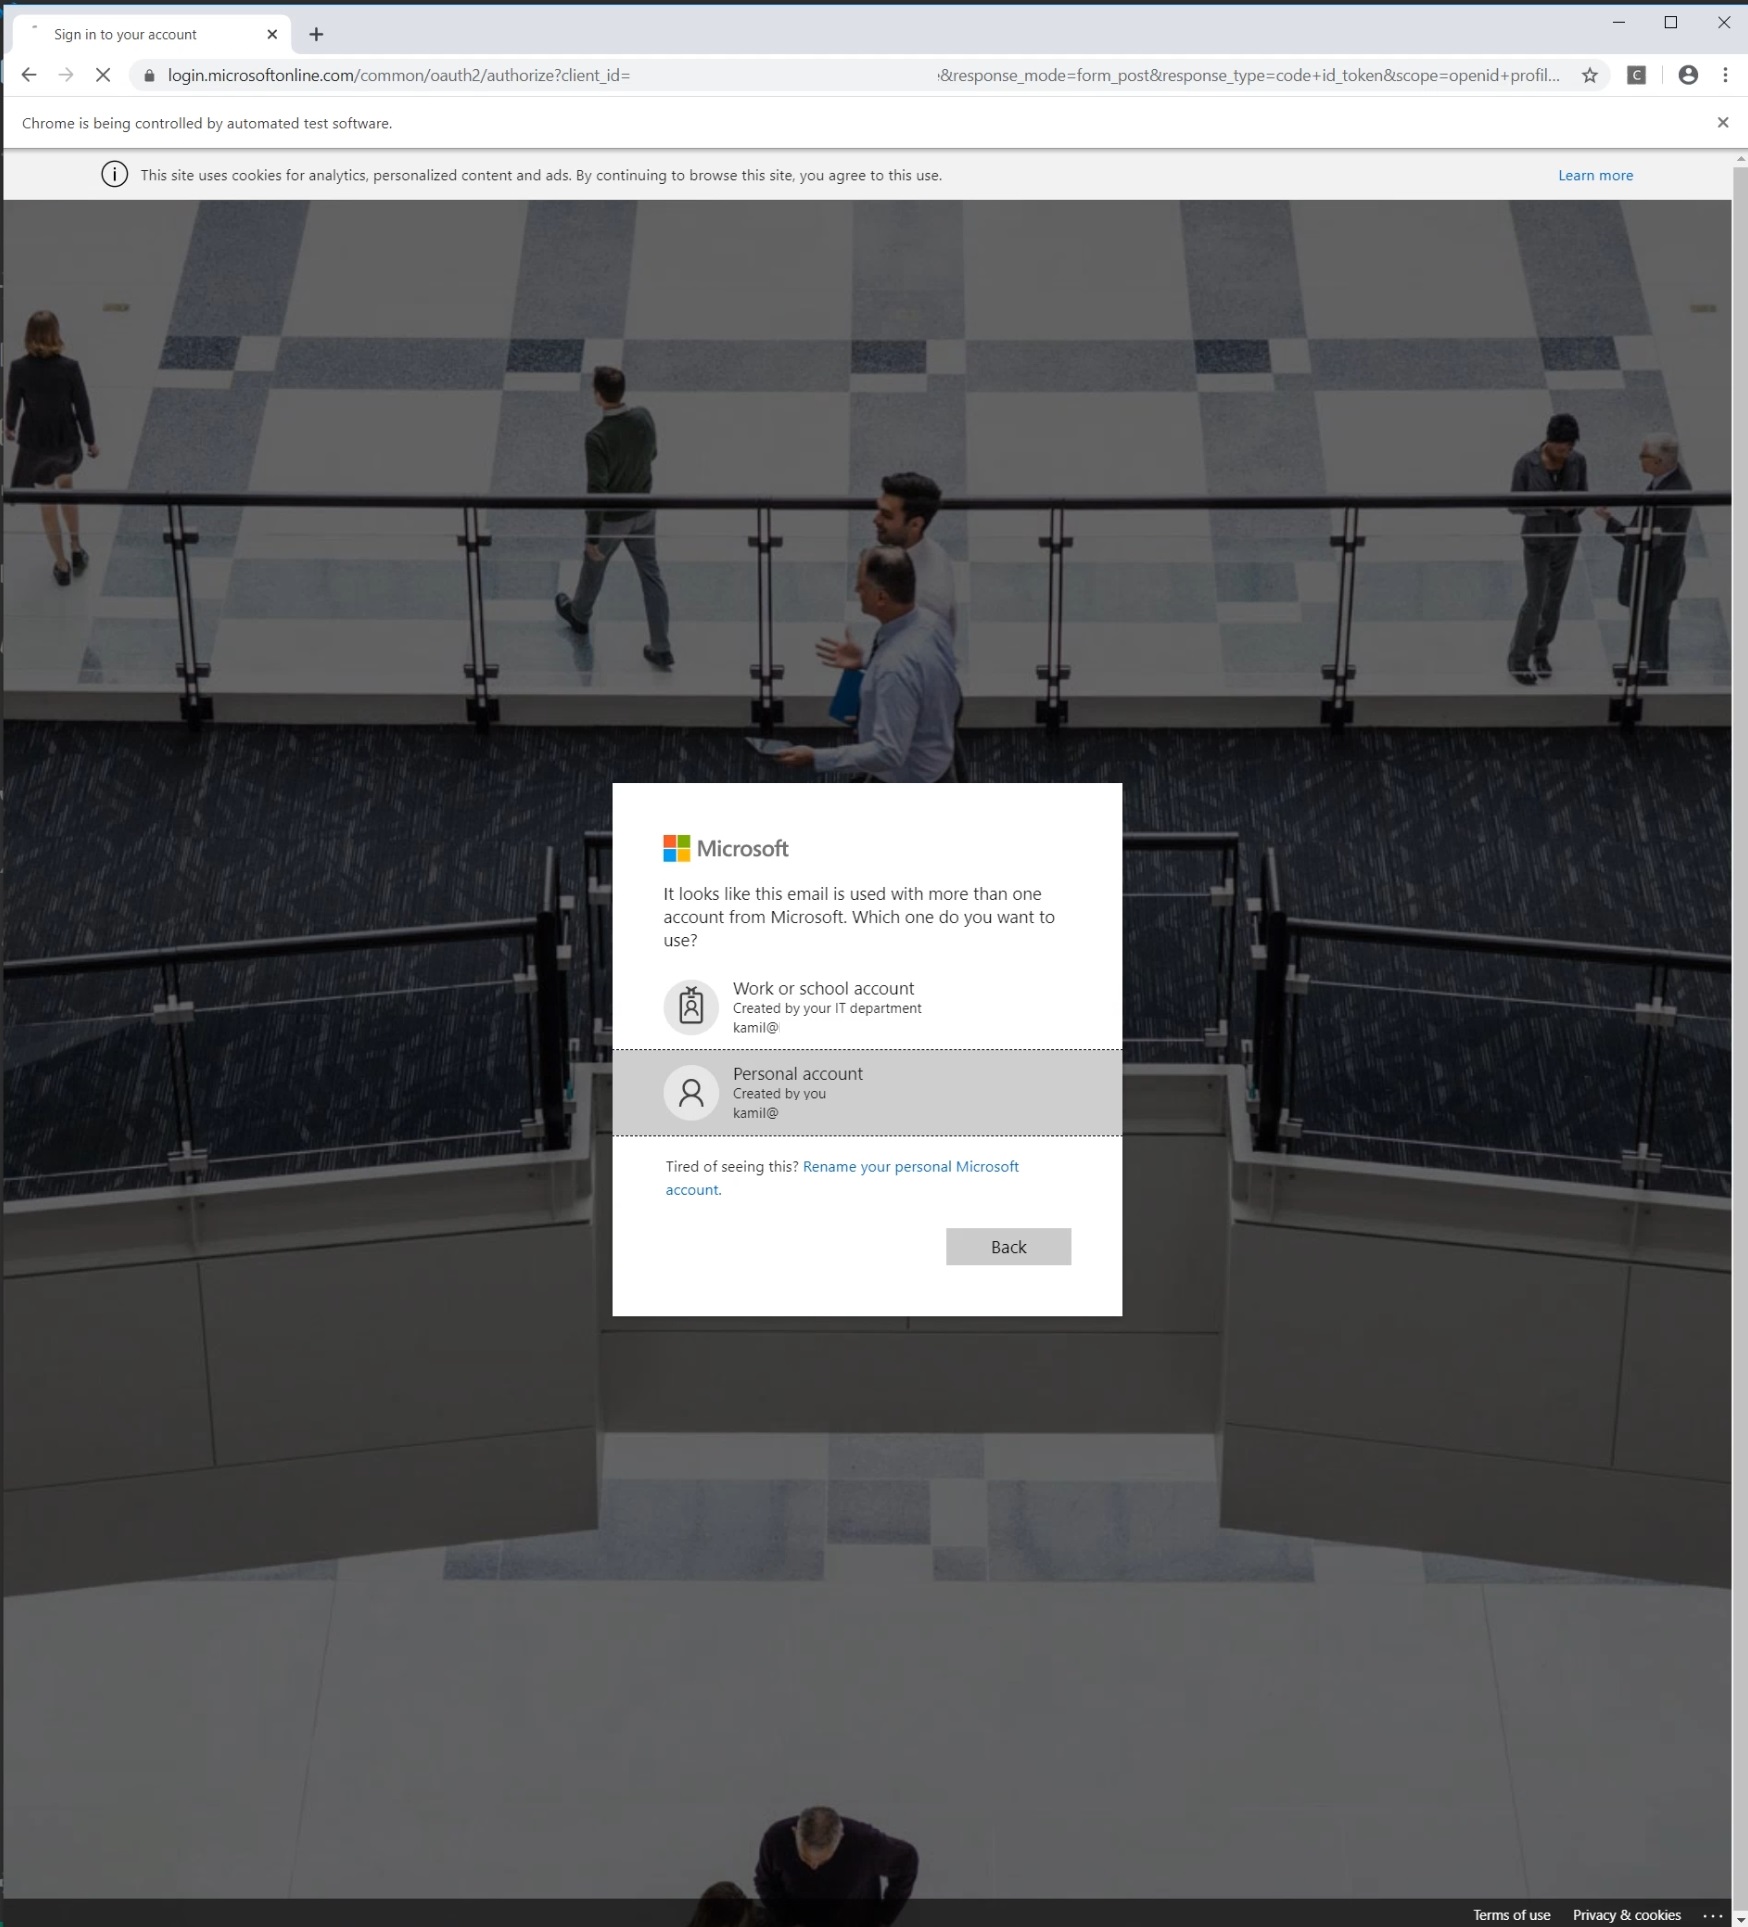 Sign in to your account
login.microsoftonline.com/common/oauth2/authorize?client_id= &response_mode=form_post&response_type=code+id_token&scope=openid+profil...
Chrome is being controlled by automated test software.
This site uses cookies for analytics, personalized content and ads. By continuing to browse this site, you agree to this use.
Learn more
Microsoft
It looks like this email is used with more than one
account from Microsoft. Which one do you want to
use?
Work or school account
Created by your IT department
kamil@
Personal account
Created by you
kamil@
Tired of seeing this? Rename your personal Microsoft
account.
Back
Terms of use Privacy & cookies ...